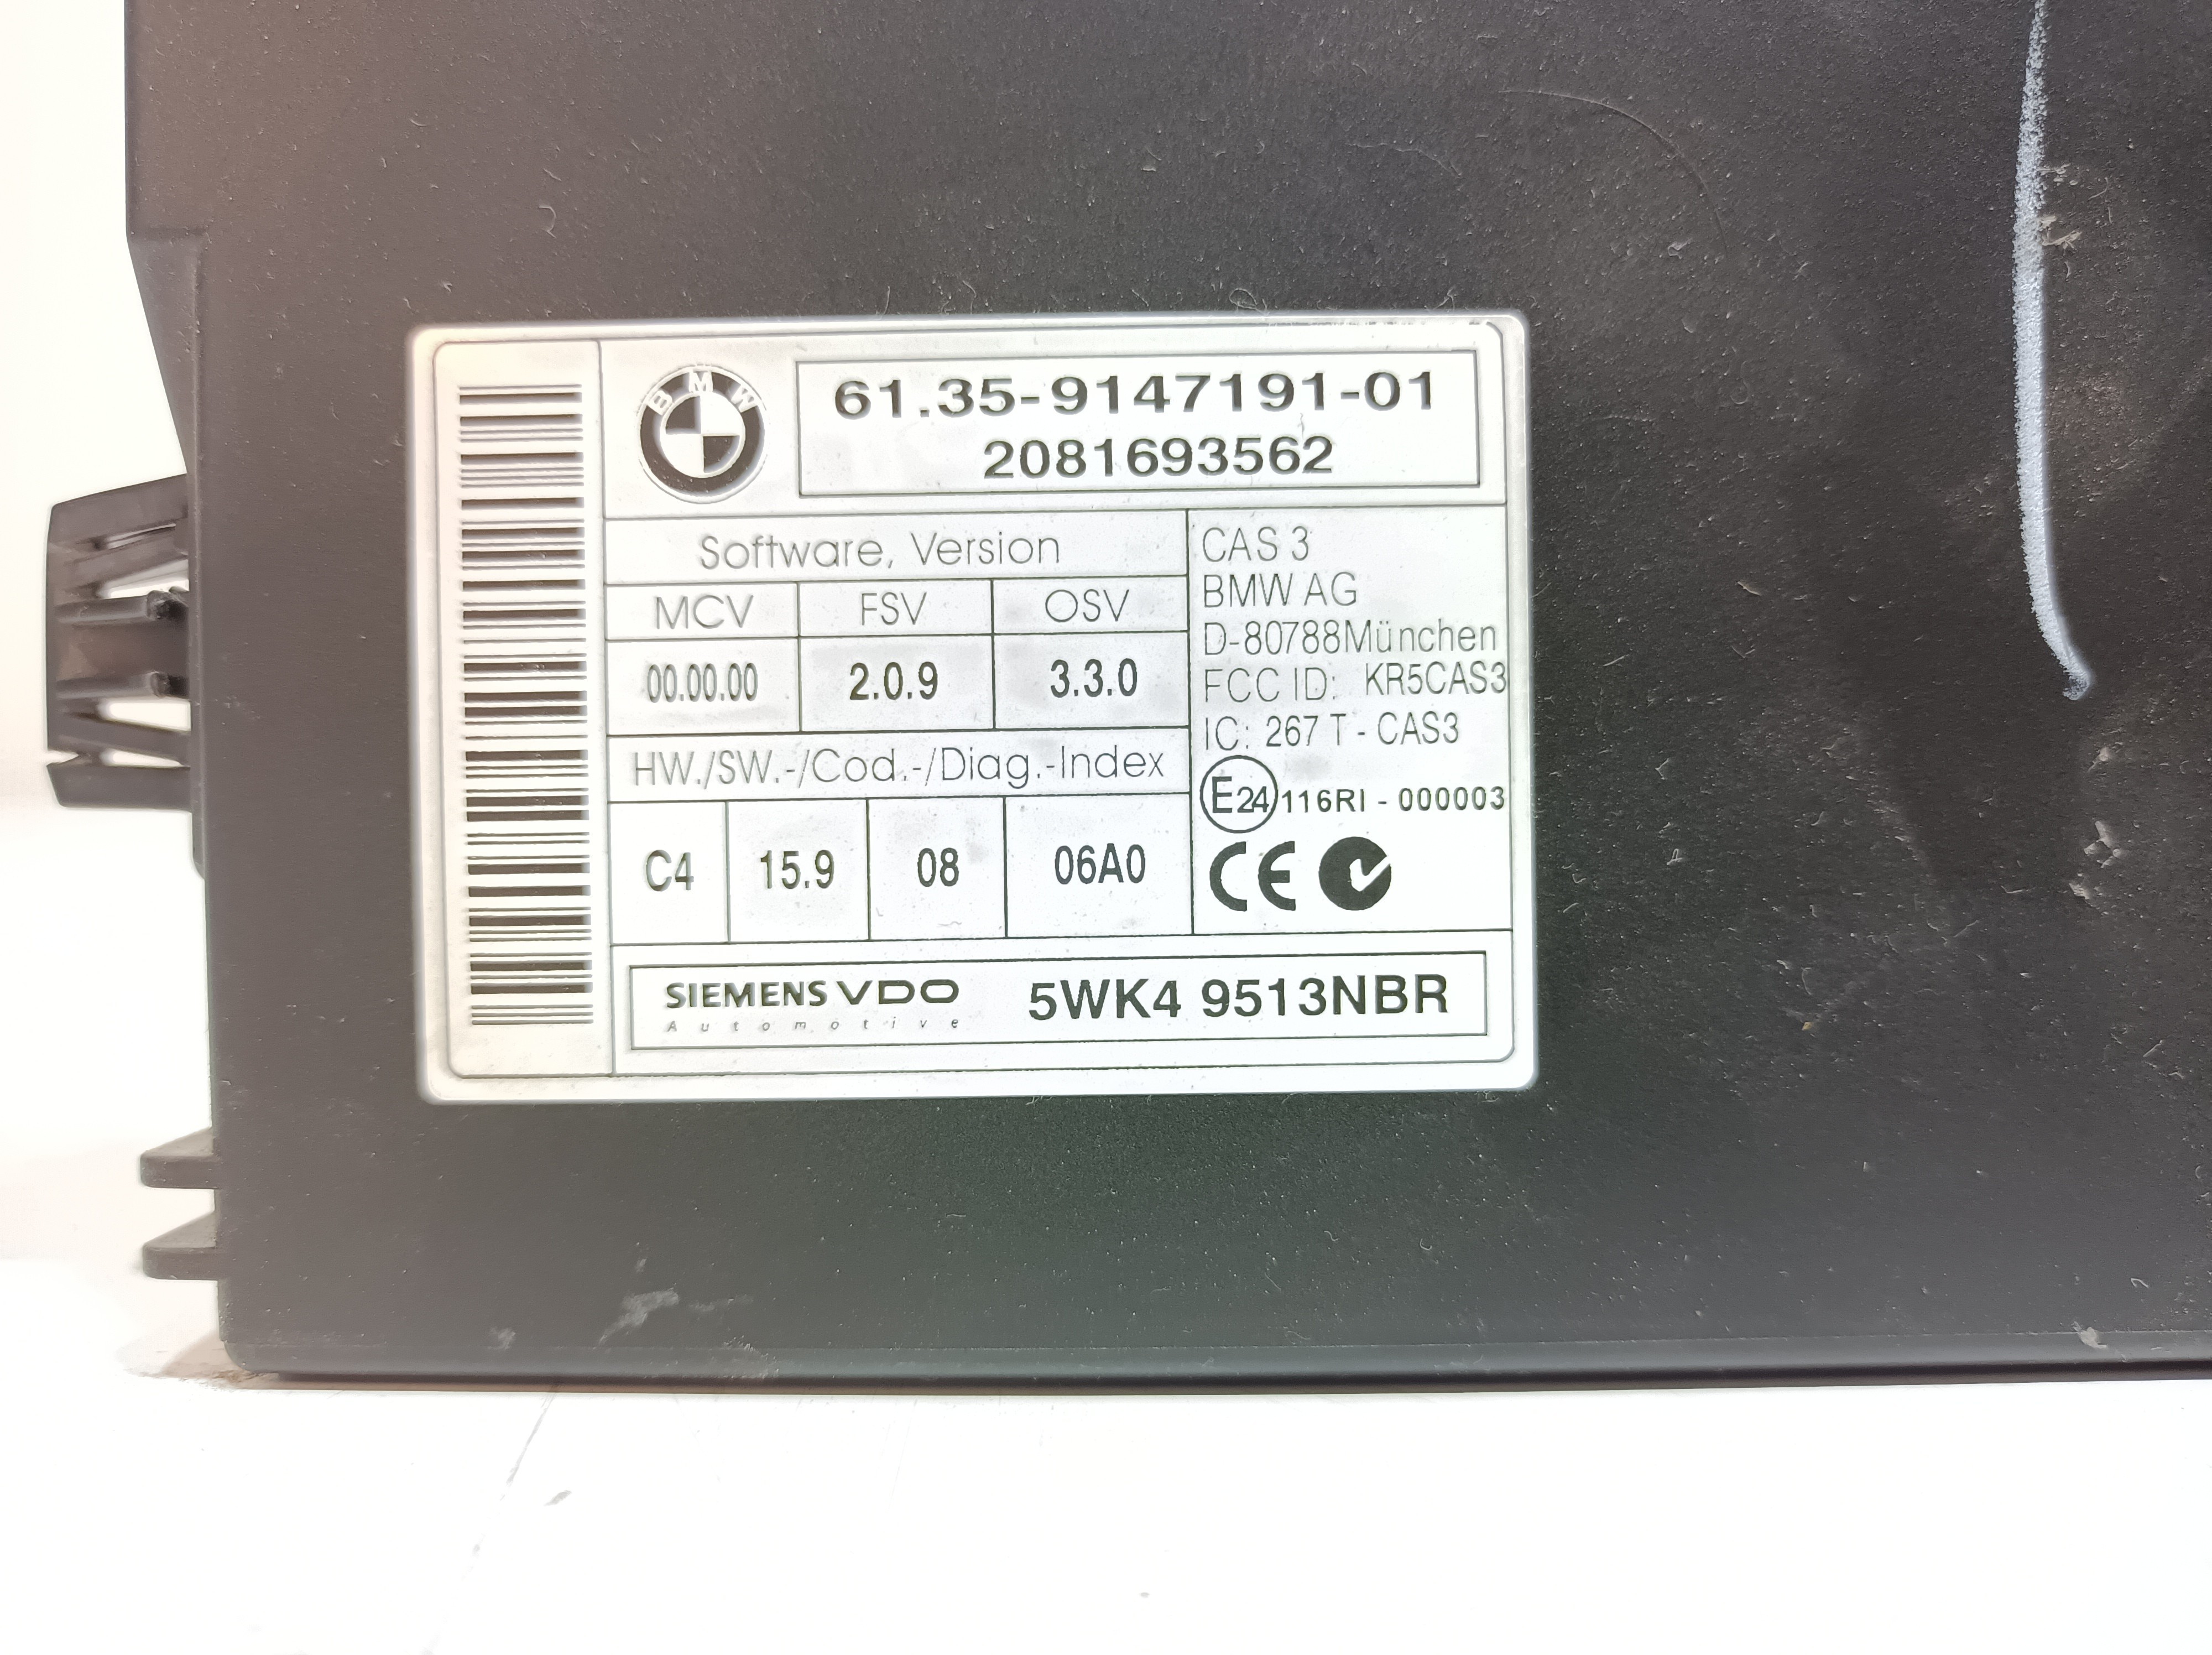 BMW
61.35-9147191-01
2081693562
Software, Version
MCV FSV OSV
00.00.00 2.0.9 3.3.0
HW./SW.-/Cod.-/Diag.-Index
C4 15.9 08 06A0
CAS 3
BMW AG
D-80788München
FCC ID: KR5CAS3
IC: 267 T - CAS3
E24 116RI - 000003
CE
SIEMENS VDO 5WK4 9513NBR
Automotive